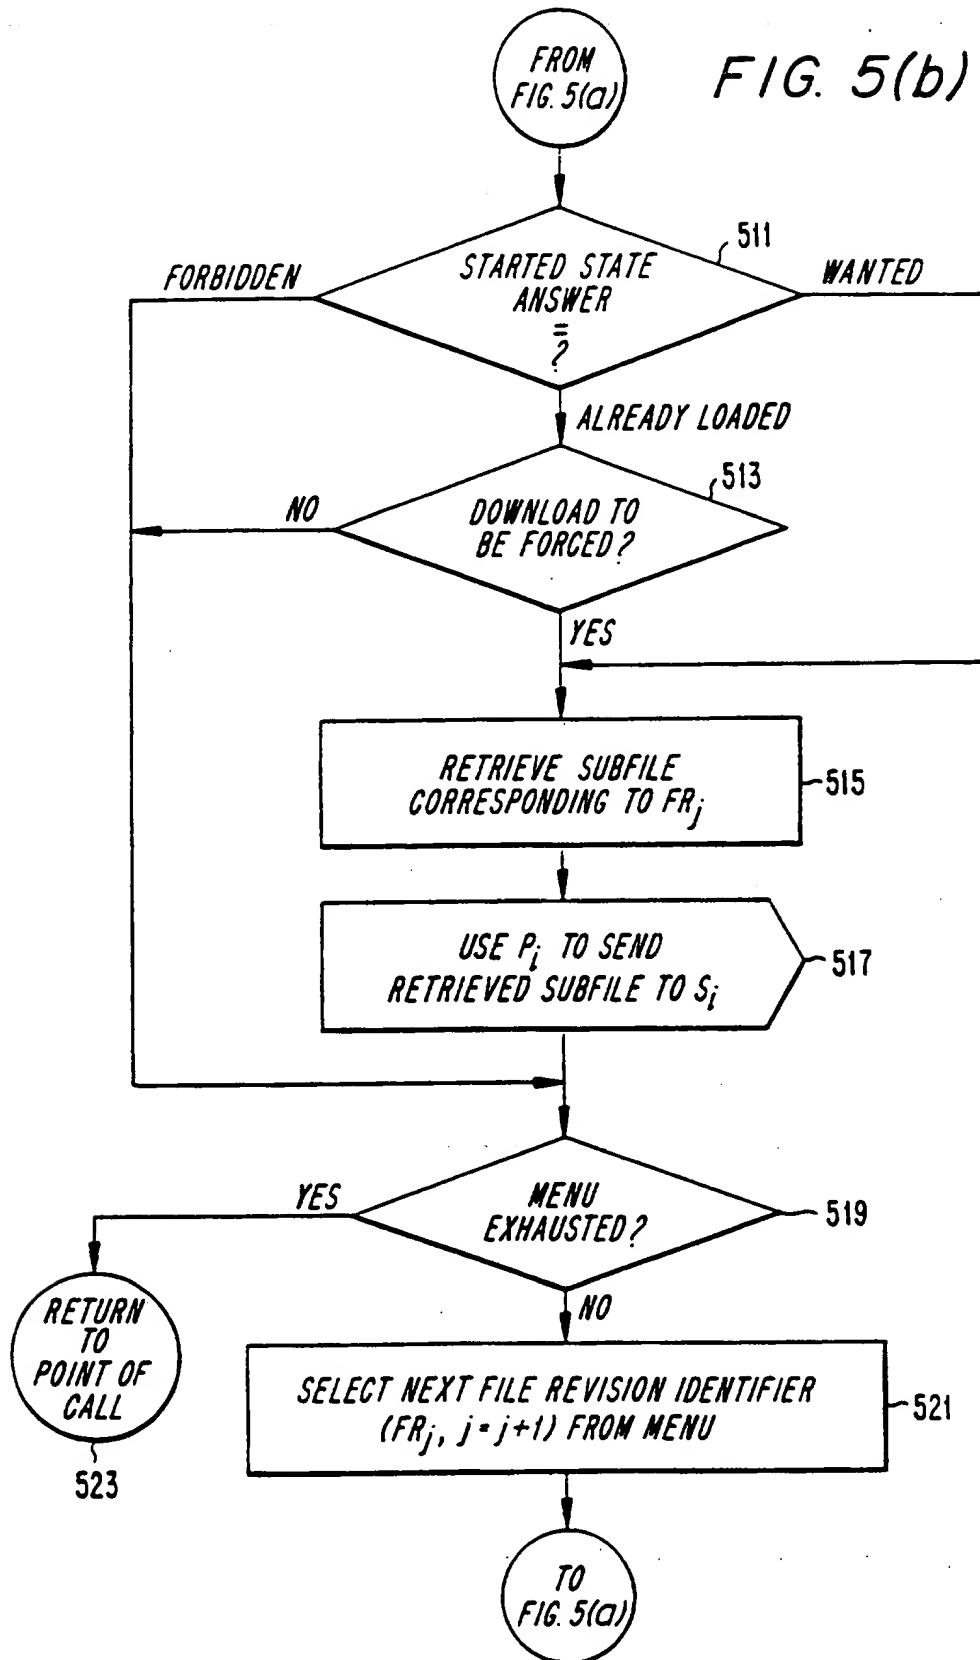 FROM
FIG. 5(a)
FIG. 5(b)
511
STARTED STATE
ANSWER
=
?
FORBIDDEN
WANTED
ALREADY LOADED
513
DOWNLOAD TO
BE FORCED?
NO
YES
RETRIEVE SUBFILE
CORRESPONDING TO FRj
515
USE Pi TO SEND
RETRIEVED SUBFILE TO Si
517
MENU
EXHAUSTED?
519
YES
NO
RETURN
TO
POINT OF
CALL
523
SELECT NEXT FILE REVISION IDENTIFIER
(FRj, j=j+1) FROM MENU
521
TO
FIG. 5(a)